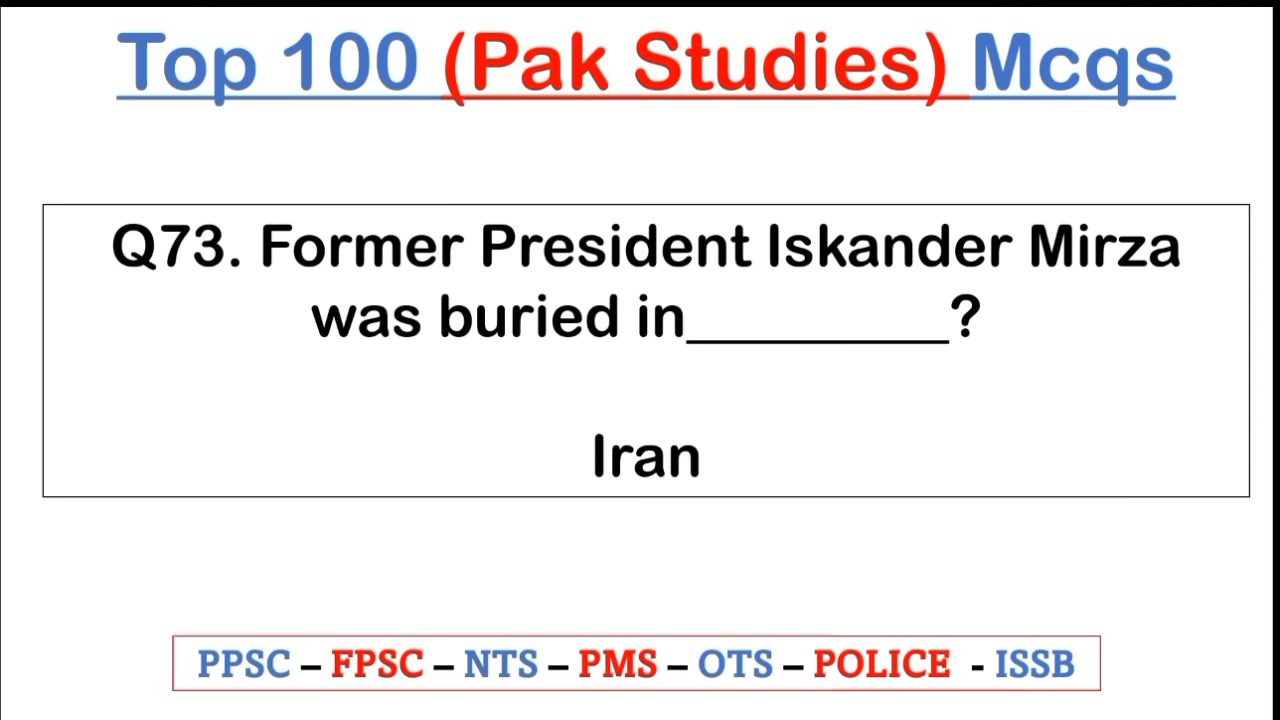 Top 100 (Pak Studies) Mcqs
Q73. Former President Iskander Mirza
was buried in_________?
Iran
PPSC – FPSC – NTS – PMS – OTS – POLICE - ISSB